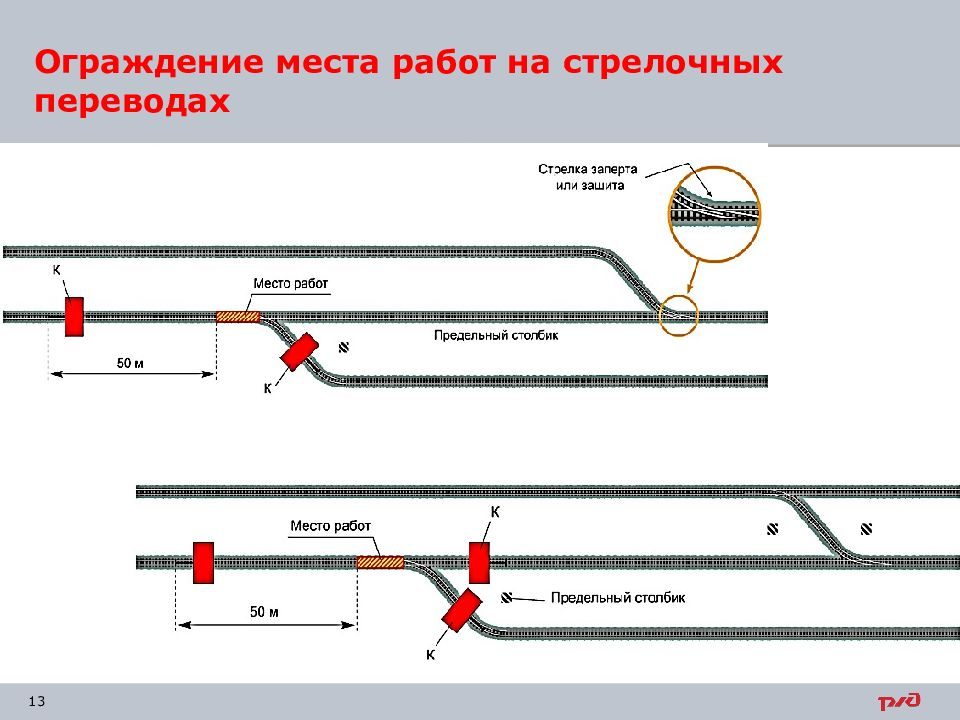 Ограждение места работ на стрелочных
переводах
Стрелка заперта
или зашита
К
Место работ
Предельный столбик
50 м
К
К
Место работ
Предельный столбик
50 м
К
13
РЖД